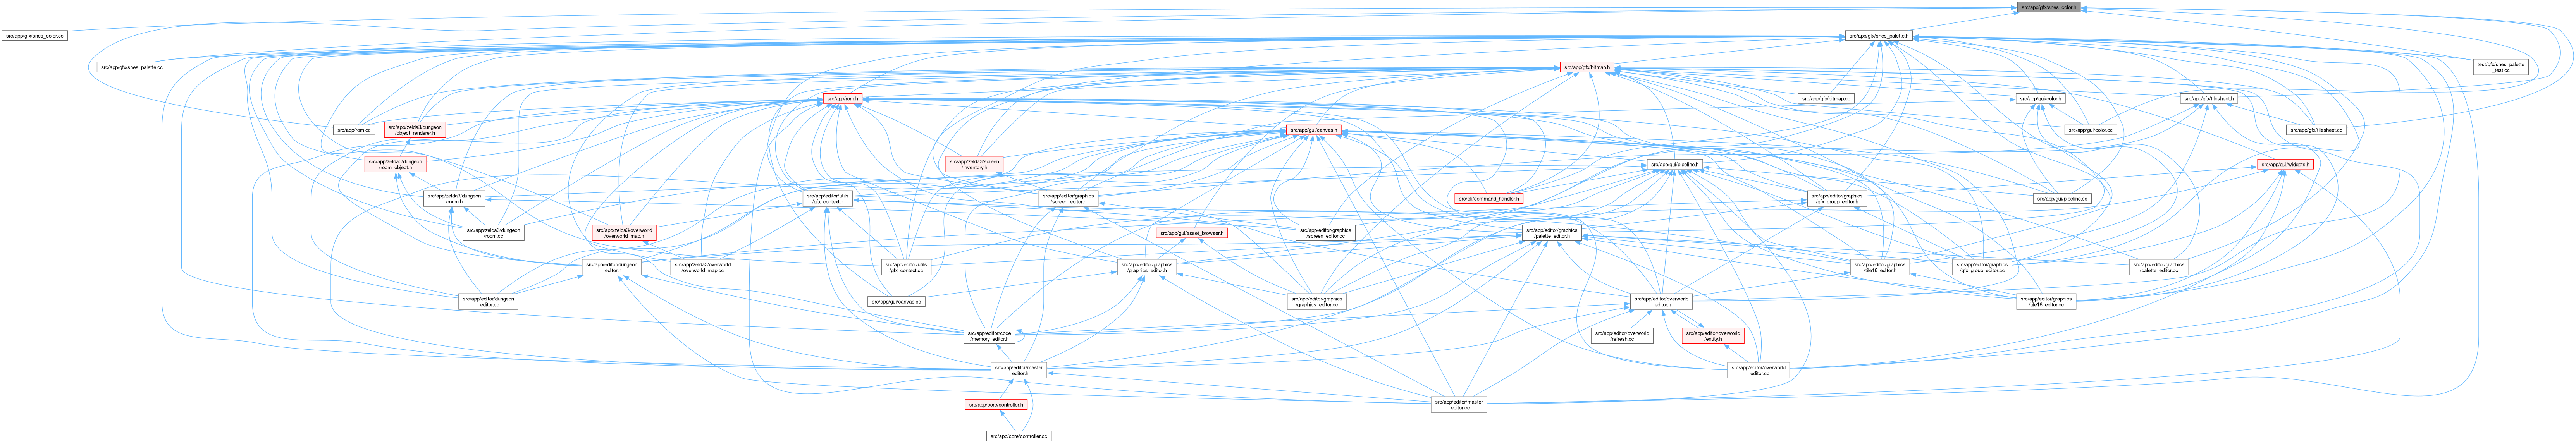 src/app/gfx/snes_color.h
src/app/gfx/snes_color.cc
src/app/gfx/snes_palette.h
src/app/gfx/snes_palette.cc
src/app/gfx/bitmap.h
test/gfx/snes_palette
_test.cc
src/app/rom.h
src/app/gfx/bitmap.cc
src/app/gui/color.h
src/app/gfx/tilesheet.h
src/app/rom.cc
src/app/zelda3/dungeon
/object_renderer.h
src/app/gui/canvas.h
src/app/gui/color.cc
src/app/gfx/tilesheet.cc
src/app/zelda3/dungeon
/room_object.h
src/app/zelda3/screen
/inventory.h
src/app/gui/pipeline.h
src/app/gui/widgets.h
src/app/zelda3/dungeon
/room.h
src/app/editor/utils
/gfx_context.h
src/app/editor/graphics
/screen_editor.h
src/cli/command_handler.h
src/app/editor/graphics
/gfx_group_editor.h
src/app/gui/pipeline.cc
src/app/zelda3/dungeon
/room.cc
src/app/zelda3/overworld
/overworld_map.h
src/app/gui/asset_browser.h
src/app/editor/graphics
/screen_editor.cc
src/app/editor/graphics
/palette_editor.h
src/app/editor/dungeon
_editor.h
src/app/zelda3/overworld
/overworld_map.cc
src/app/editor/utils
/gfx_context.cc
src/app/editor/graphics
/graphics_editor.h
src/app/editor/graphics
/tile16_editor.h
src/app/editor/graphics
/gfx_group_editor.cc
src/app/editor/graphics
/palette_editor.cc
src/app/editor/dungeon
_editor.cc
src/app/gui/canvas.cc
src/app/editor/graphics
/graphics_editor.cc
src/app/editor/overworld
_editor.h
src/app/editor/graphics
/tile16_editor.cc
src/app/editor/code
/memory_editor.h
src/app/editor/overworld
/refresh.cc
src/app/editor/overworld
/entity.h
src/app/editor/master
_editor.h
src/app/editor/overworld
_editor.cc
src/app/core/controller.h
src/app/editor/master
_editor.cc
src/app/core/controller.cc